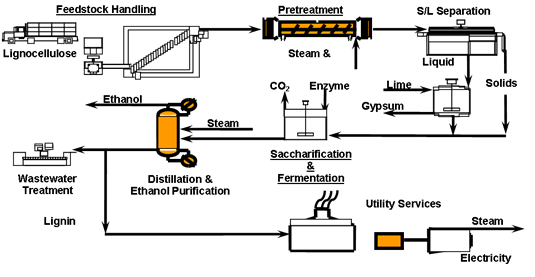 Feedstock Handling
Pretreatment
S/L Separation
Lignocellulose
Steam &
Liquid
Solids
CO2
Enzyme
Lime
Gypsum
Ethanol
Steam
Saccharification
&
Fermentation
Wastewater
Treatment
Distillation &
Ethanol Purification
Lignin
Utility Services
Steam
Electricity